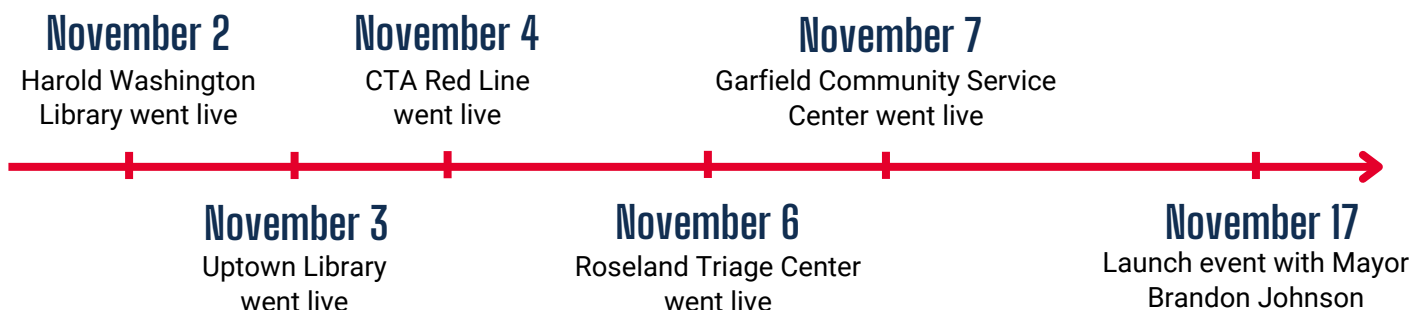 November 2
Harold Washington
Library went live
November 3
Uptown Library
went live
November 4
CTA Red Line
went live
November 6
Roseland Triage Center
went live
November 7
Garfield Community Service
Center went live
November 17
Launch event with Mayor
Brandon Johnson